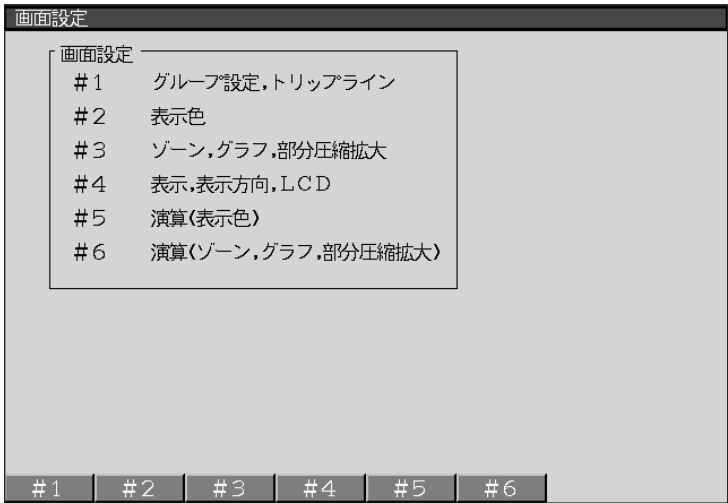 画面設定
画面設定
#1 グループ設定,トリップライン
#2 表示色
#3 ゾーン,グラフ,部分圧縮拡大
#4 表示,表示方向,LCD
#5 演算(表示色)
#6 演算(ゾーン,グラフ,部分圧縮拡大)
#1 #2 #3 #4 #5 #6